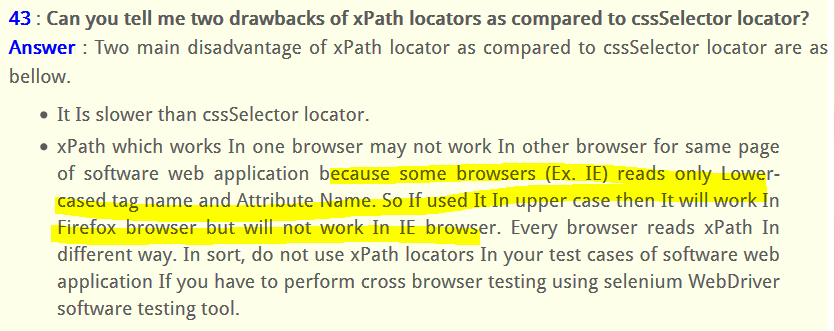 43 : Can you tell me two drawbacks of xPath locators as compared to cssSelector locator?
Answer : Two main disadvantage of xPath locator as compared to cssSelector locator are as
bellow.
• It Is slower than cssSelector locator.
• xPath which works In one browser may not work In other browser for same page
of software web application because some browsers (Ex. IE) reads only Lower-
cased tag name and Attribute Name. So If used It In upper case then It will work In
Firefox browser but will not work In IE browser. Every browser reads xPath In
different way. In sort, do not use xPath locators In your test cases of software web
application If you have to perform cross browser testing using selenium WebDriver
software testing tool.